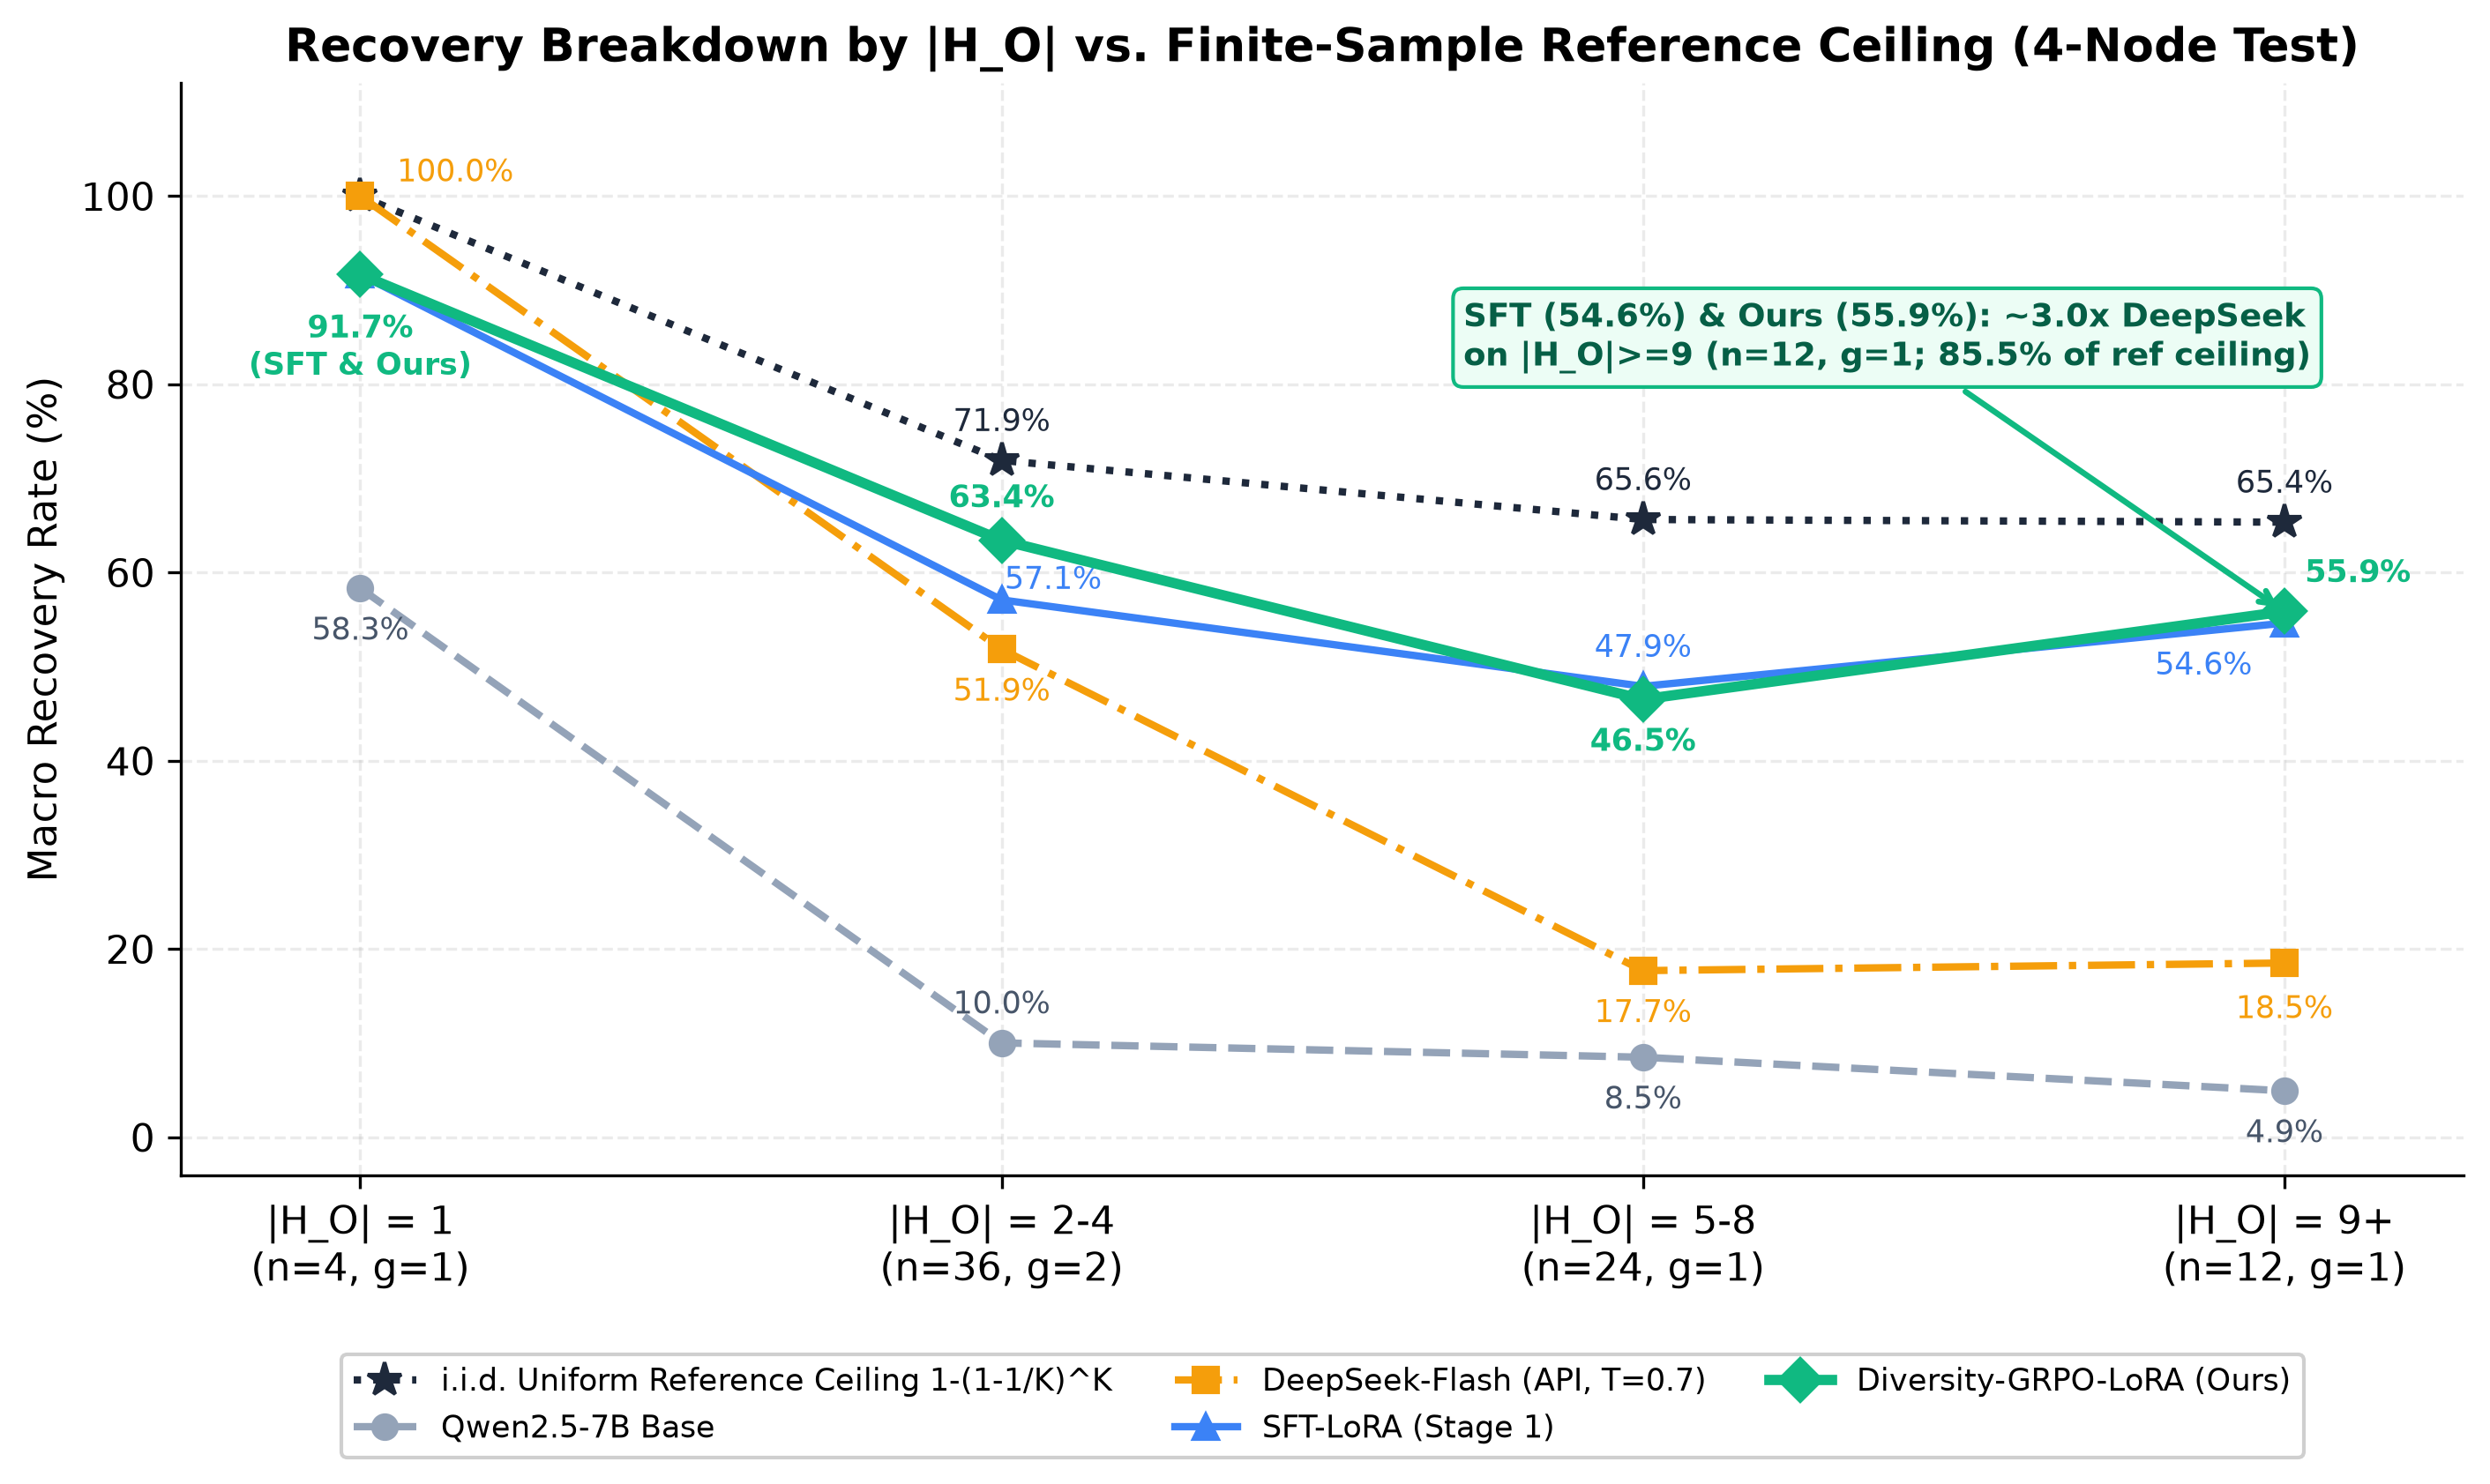 Recovery Breakdown by |H_O| vs. Finite-Sample Reference Ceiling (4-Node Test)
Macro Recovery Rate (%)
100
80
60
40
20
0
100.0%
91.7%
(SFT & Ours)
58.3%
71.9%
63.4%
57.1%
51.9%
10.0%
65.6%
47.9%
46.5%
17.7%
8.5%
SFT (54.6%) & Ours (55.9%): ~3.0x DeepSeek
on |H_O|>=9 (n=12, g=1; 85.5% of ref ceiling)
65.4%
55.9%
54.6%
18.5%
4.9%
|H_O| = 1
(n=4, g=1)
|H_O| = 2-4
(n=36, g=2)
|H_O| = 5-8
(n=24, g=1)
|H_O| = 9+
(n=12, g=1)
i.i.d. Uniform Reference Ceiling 1-(1-1/K)^K
Qwen2.5-7B Base
DeepSeek-Flash (API, T=0.7)
SFT-LoRA (Stage 1)
Diversity-GRPO-LoRA (Ours)